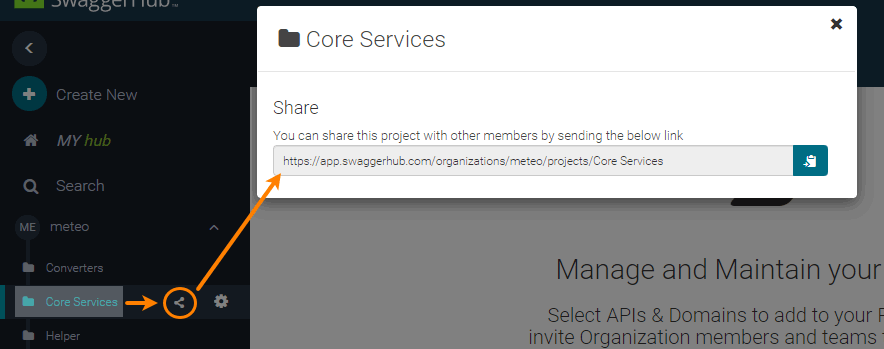 SwaggerHub™
Create New
MY hub
Search
ME meteo
Converters
Core Services
Helper
Core Services
Share
You can share this project with other members by sending the below link
https://app.swaggerhub.com/organizations/meteo/projects/Core Services
Manage and Maintain your
Select APIs & Domains to add to your
invite Organization members and teams